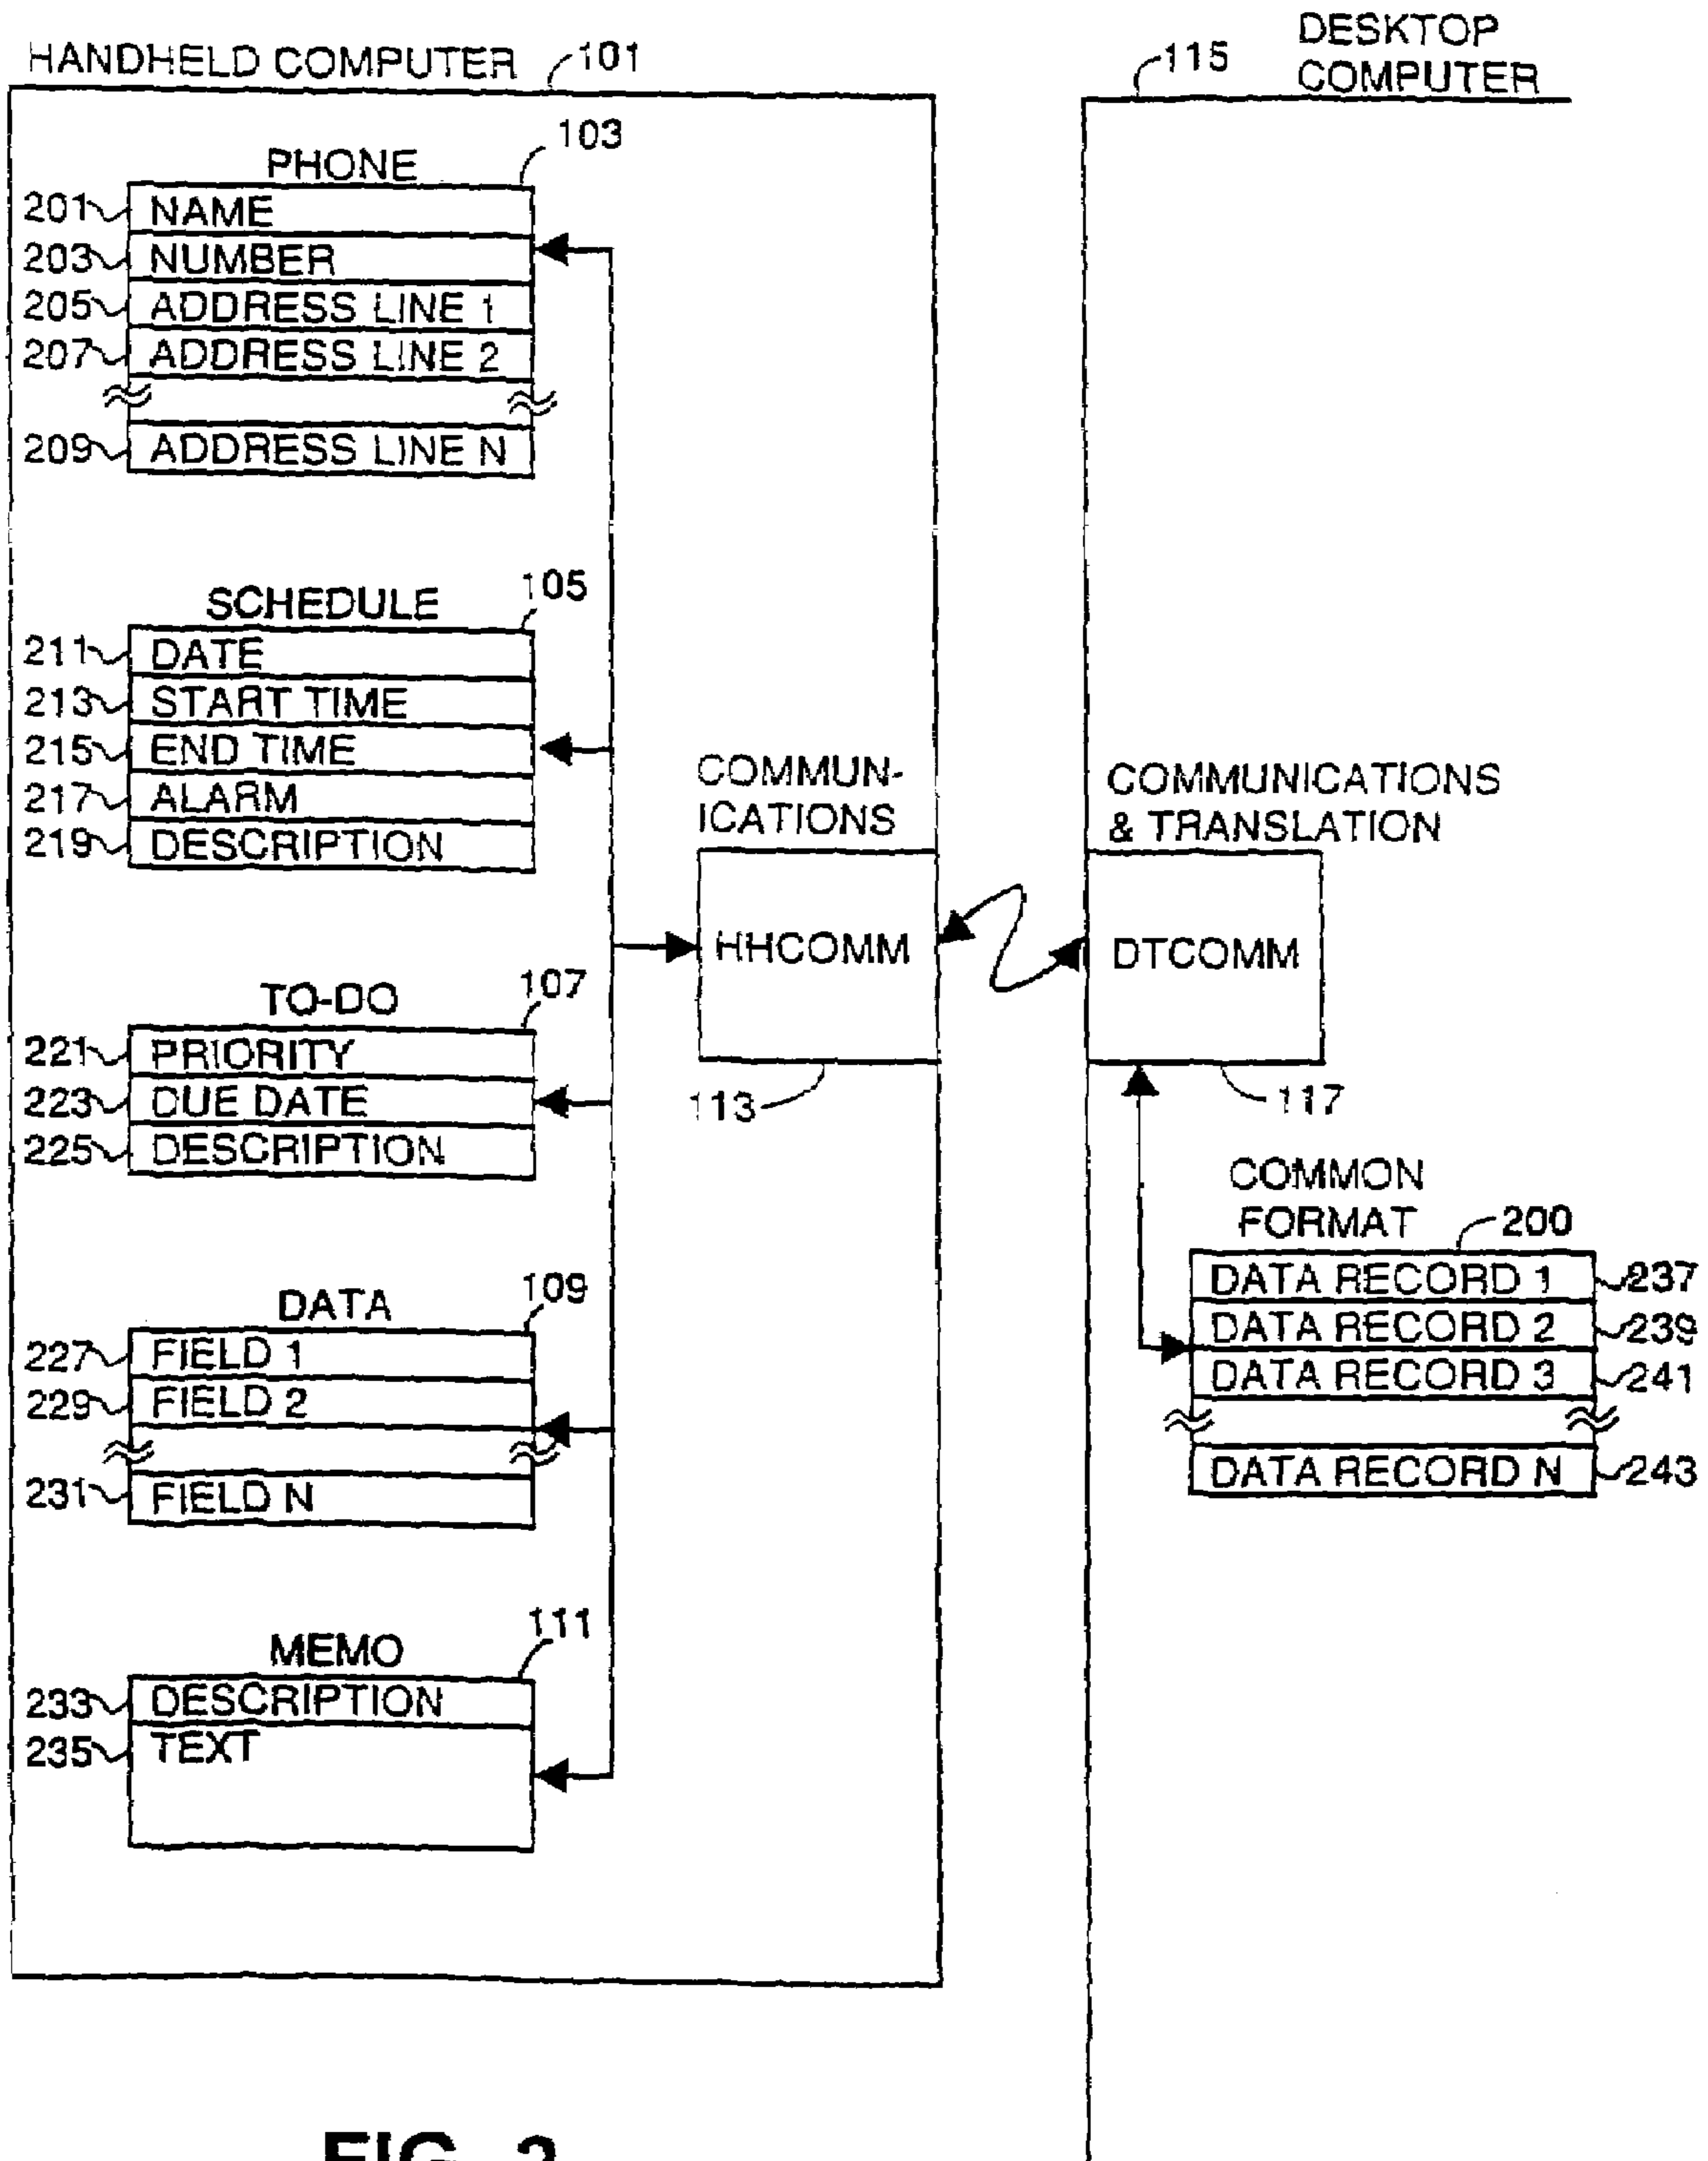 HANDHELD COMPUTER
101
115
DESKTOP
COMPUTER
PHONE
103
201 NAME
203 NUMBER
205 ADDRESS LINE 1
207 ADDRESS LINE 2
209 ADDRESS LINE N
SCHEDULE
105
211 DATE
213 START TIME
215 END TIME
217 ALARM
219 DESCRIPTION
COMMUN-
ICATIONS
HHCOMM
113
COMMUNICATIONS
& TRANSLATION
DTCOMM
117
TO-DO
107
221 PRIORITY
223 DUE DATE
225 DESCRIPTION
COMMON
FORMAT
200
DATA RECORD 1 237
DATA RECORD 2 239
DATA RECORD 3 241
DATA RECORD N 243
DATA
109
227 FIELD 1
229 FIELD 2
231 FIELD N
MEMO
111
233 DESCRIPTION
235 TEXT
FIG. 2